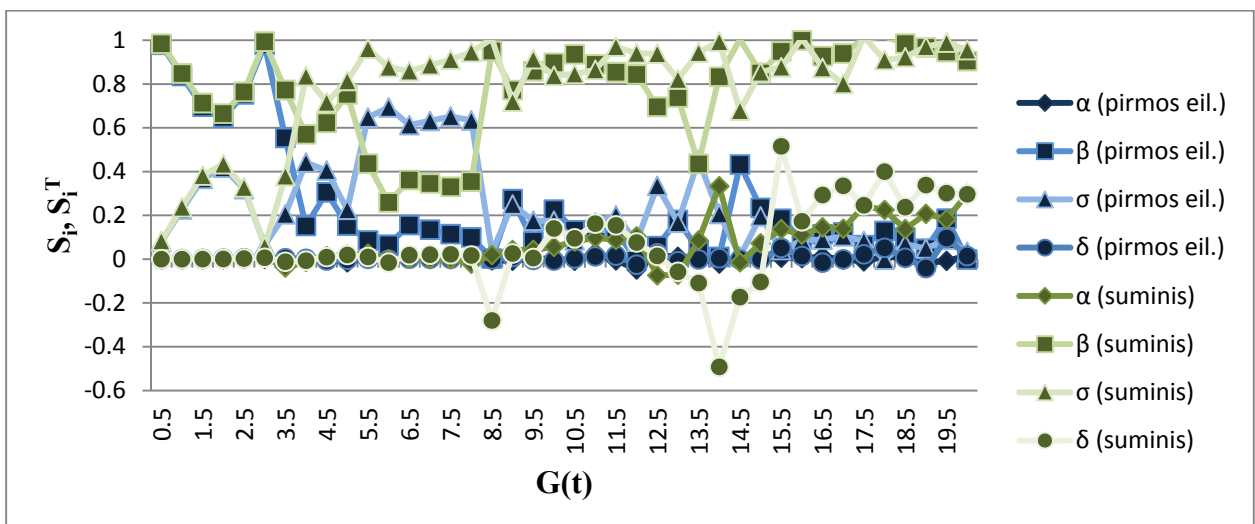 1
0.8
0.6
0.4
0.2
0
-0.2
-0.4
-0.6
Sᵢ, Sᵢᵀ
0.5
1.5
2.5
3.5
4.5
5.5
6.5
7.5
8.5
9.5
10.5
11.5
12.5
13.5
14.5
15.5
16.5
17.5
18.5
19.5
G(t)
α (pirmos eil.)
β (pirmos eil.)
σ (pirmos eil.)
δ (pirmos eil.)
α (suminis)
β (suminis)
σ (suminis)
δ (suminis)